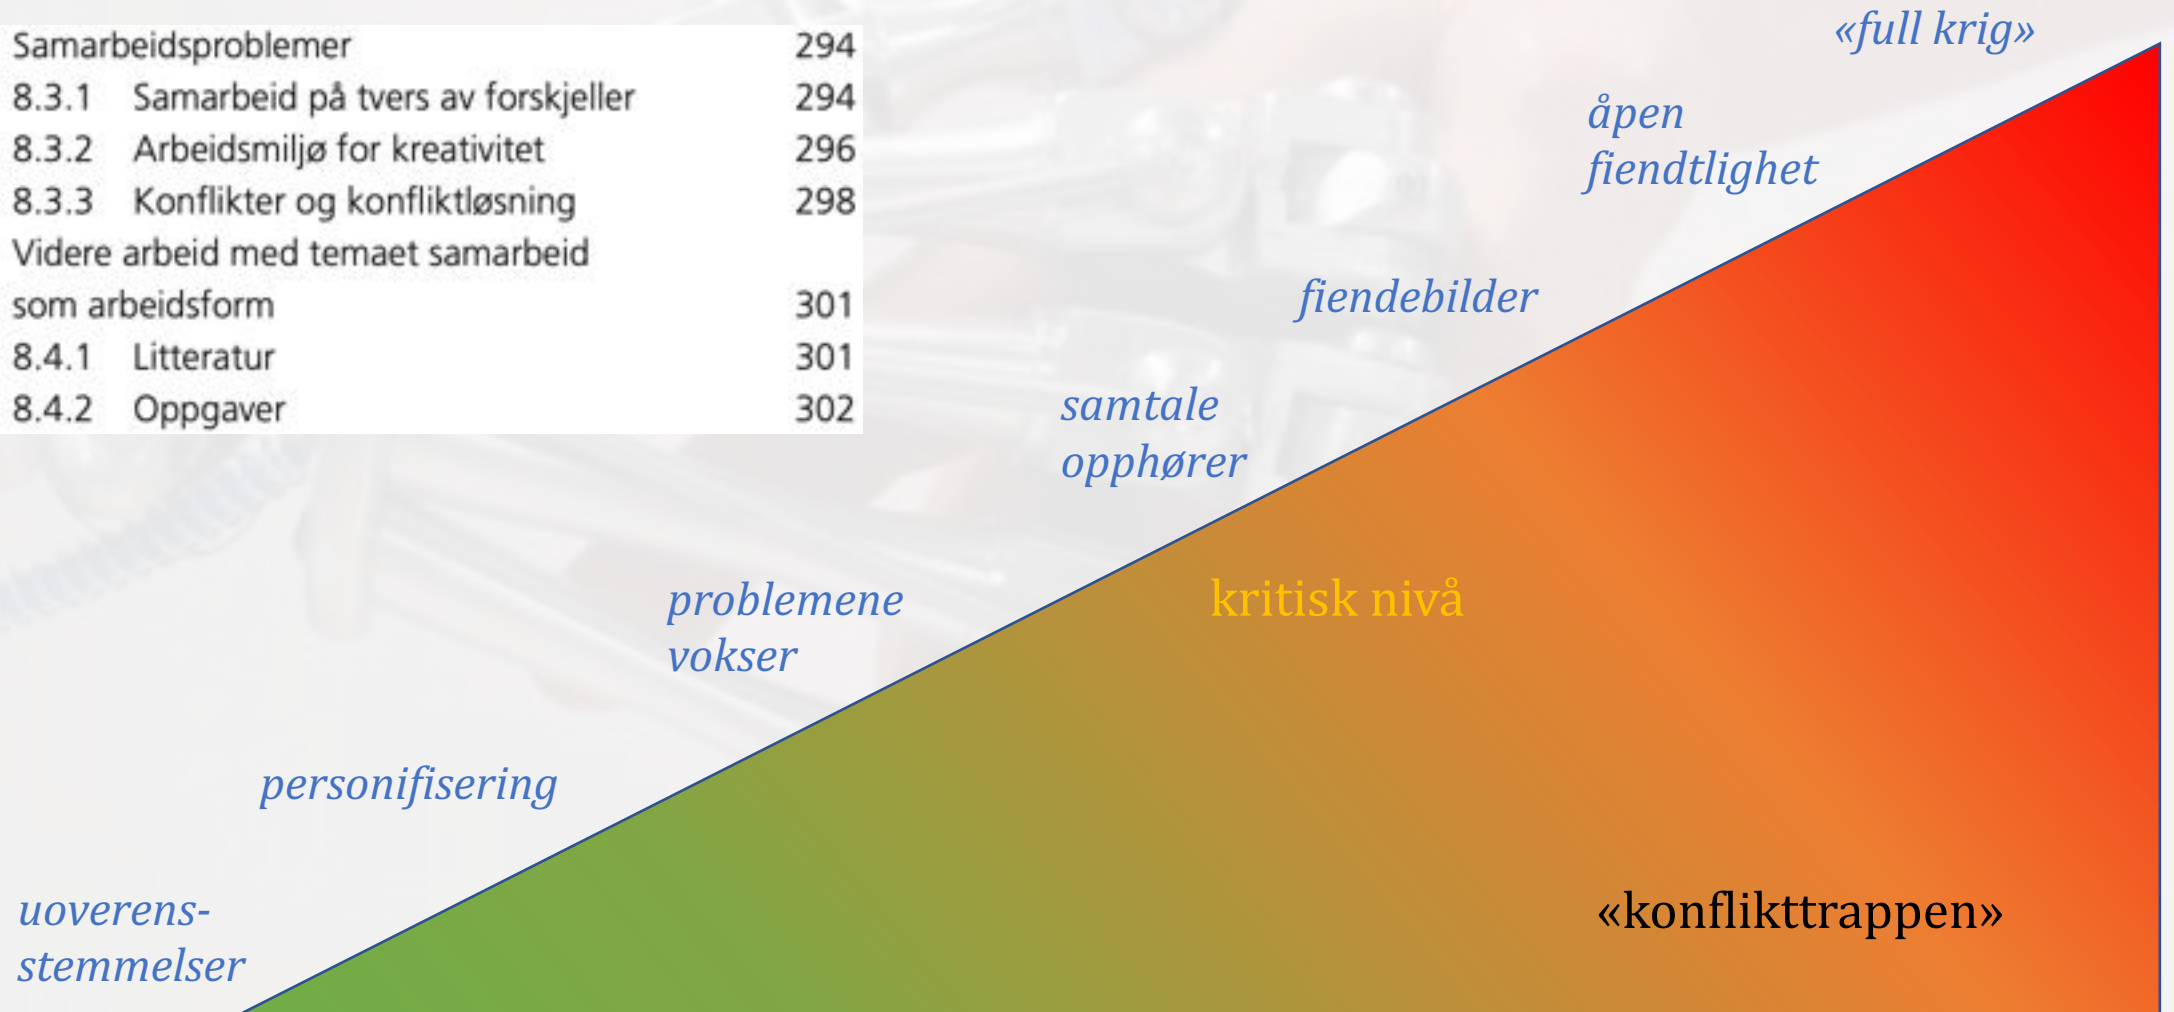 Samarbeidsproblemer 294
8.3.1 Samarbeid på tvers av forskjeller 294
8.3.2 Arbeidsmiljø for kreativitet 296
8.3.3 Konflikter og konfliktløsning 298
Videre arbeid med temaet samarbeid
som arbeidsform 301
8.4.1 Litteratur 301
8.4.2 Oppgaver 302
«full krig»
åpen
fiendtlighet
fiendebilder
samtale
opphører
problemene
vokser
kritisk nivå
personifisering
uoverens-
stemmelser
«konflikttrappen»